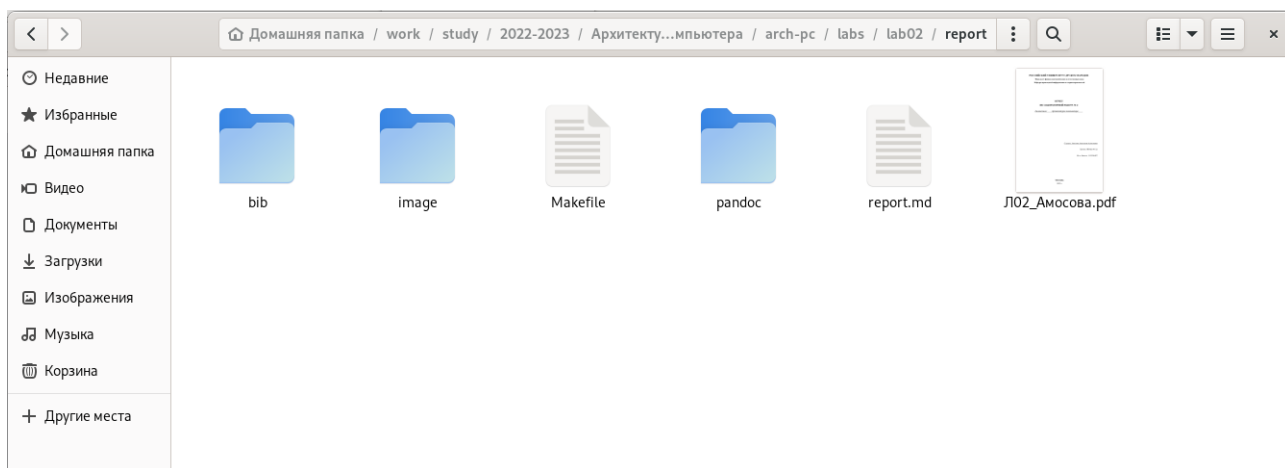 Домашняя папка / work / study / 2022-2023 / Архитекту...мпьютера / arch-pc / labs / lab02 / report
Недавние
Избранные
Домашняя папка
Видео
Документы
Загрузки
Изображения
Музыка
Корзина
Другие места
bib image Makefile pandoc report.md Л02_Амосова.pdf